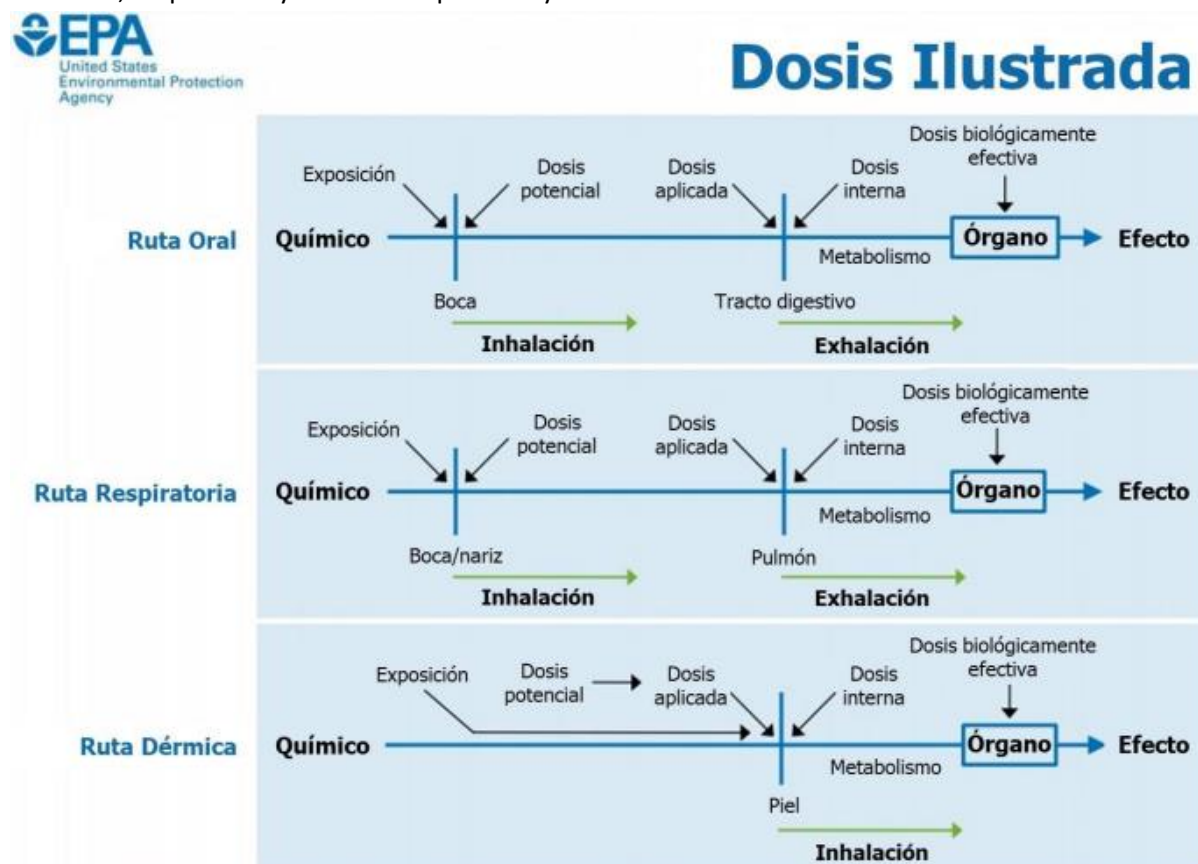 EPA
United States
Environmental Protection
Agency
Dosis Ilustrada
Ruta Oral
Químico
Exposición
Dosis
potencial
Boca
Inhalación
Dosis
aplicada
Dosis
interna
Tracto digestivo
Metabolismo
Exhalación
Dosis biológicamente
efectiva
Órgano
Efecto
Ruta Respiratoria
Químico
Exposición
Dosis
potencial
Boca/nariz
Inhalación
Dosis
aplicada
Dosis
interna
Pulmón
Metabolismo
Exhalación
Dosis biológicamente
efectiva
Órgano
Efecto
Ruta Dérmica
Químico
Exposición
Dosis
potencial
Dosis
aplicada
Dosis
interna
Piel
Metabolismo
Inhalación
Dosis biológicamente
efectiva
Órgano
Efecto